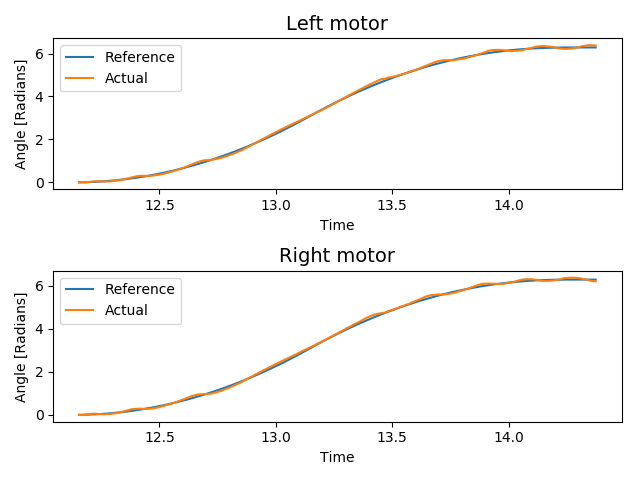 Left motor
Reference
Actual
Angle [Radians]
6
4
2
0
12.5 13.0 13.5 14.0
Time
Right motor
Reference
Actual
Angle [Radians]
6
4
2
0
12.5 13.0 13.5 14.0
Time